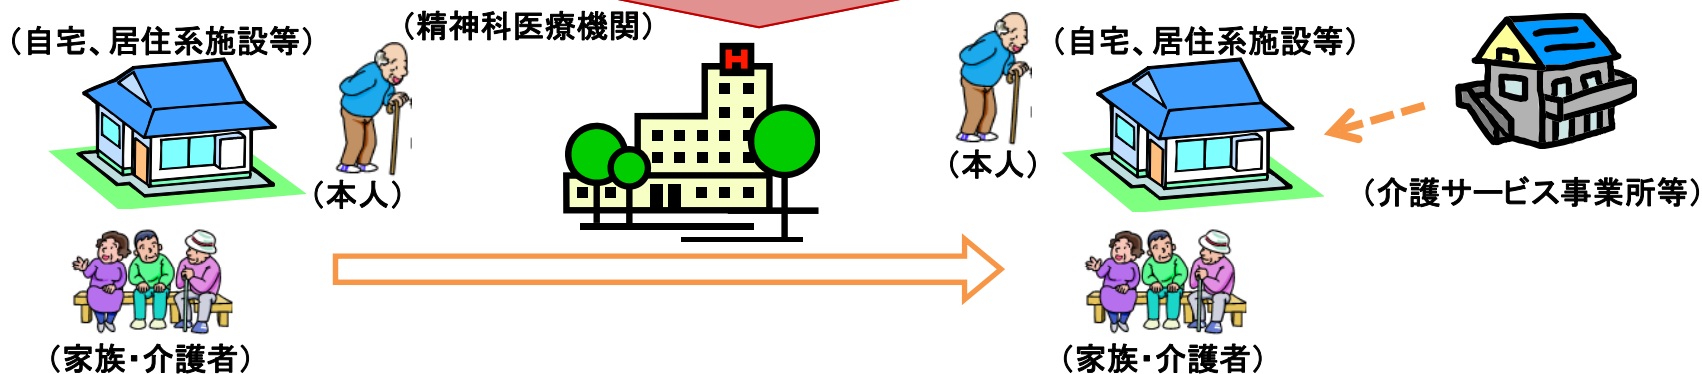 （自宅、居住系施設等）
（精神科医療機関）
（自宅、居住系施設等）
H
（本人）
（本人）
（介護サービス事業所等）
（家族・介護者）
（家族・介護者）